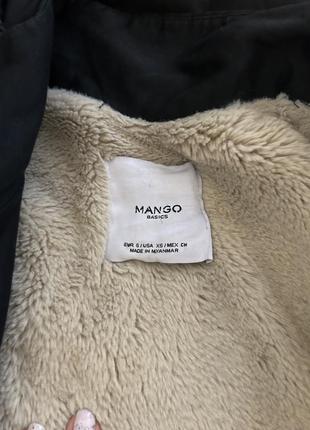 MANGO
BASICS
EUR S / USA XS / MEX CH
MADE IN MYANMAR